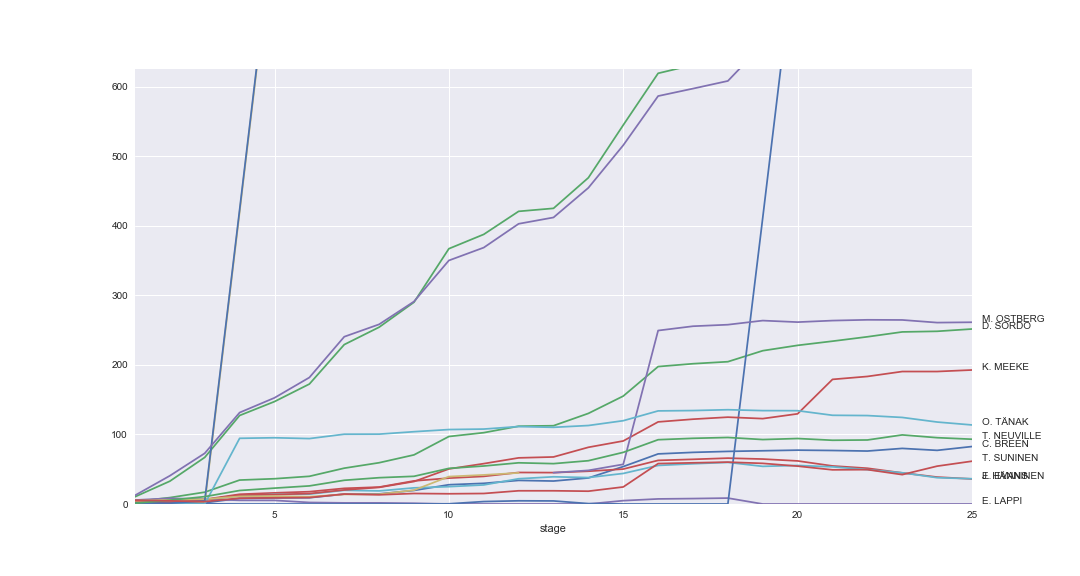 600
500
400
300
200
100
0
5
10
15
20
25
stage
M. OSTBERG
D. SORDO
K. MEEKE
O. TÄNAK
T. NEUVILLE
C. BREEN
T. SUNINEN
E. LAPPI